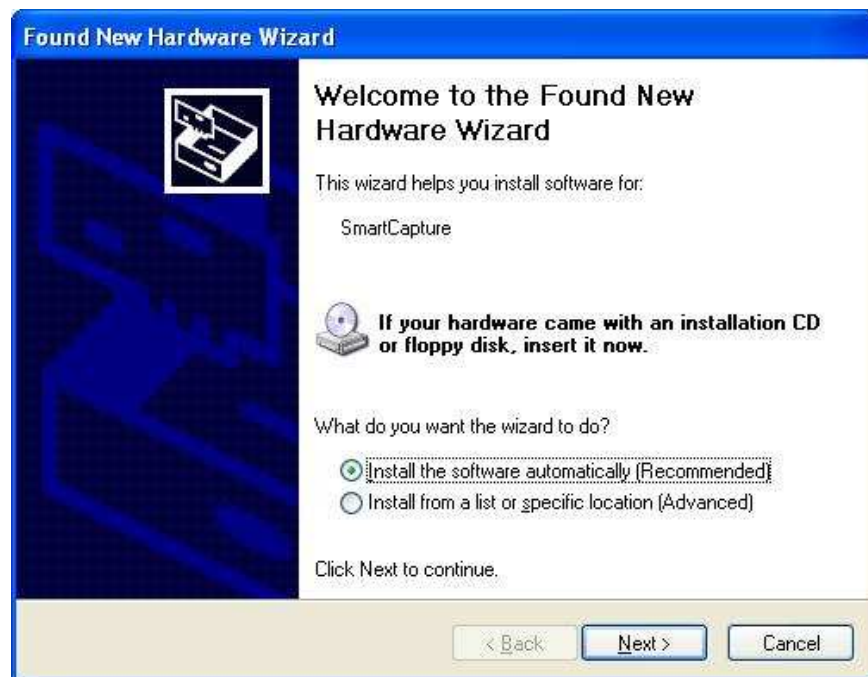 Found New Hardware Wizard
Welcome to the Found New
Hardware Wizard
This wizard helps you install software for:
SmartCapture
If your hardware came with an installation CD
or floppy disk, insert it now.
What do you want the wizard to do?
Install the software automatically (Recommended)
Install from a list or specific location (Advanced)
Click Next to continue.
< Back Next > Cancel